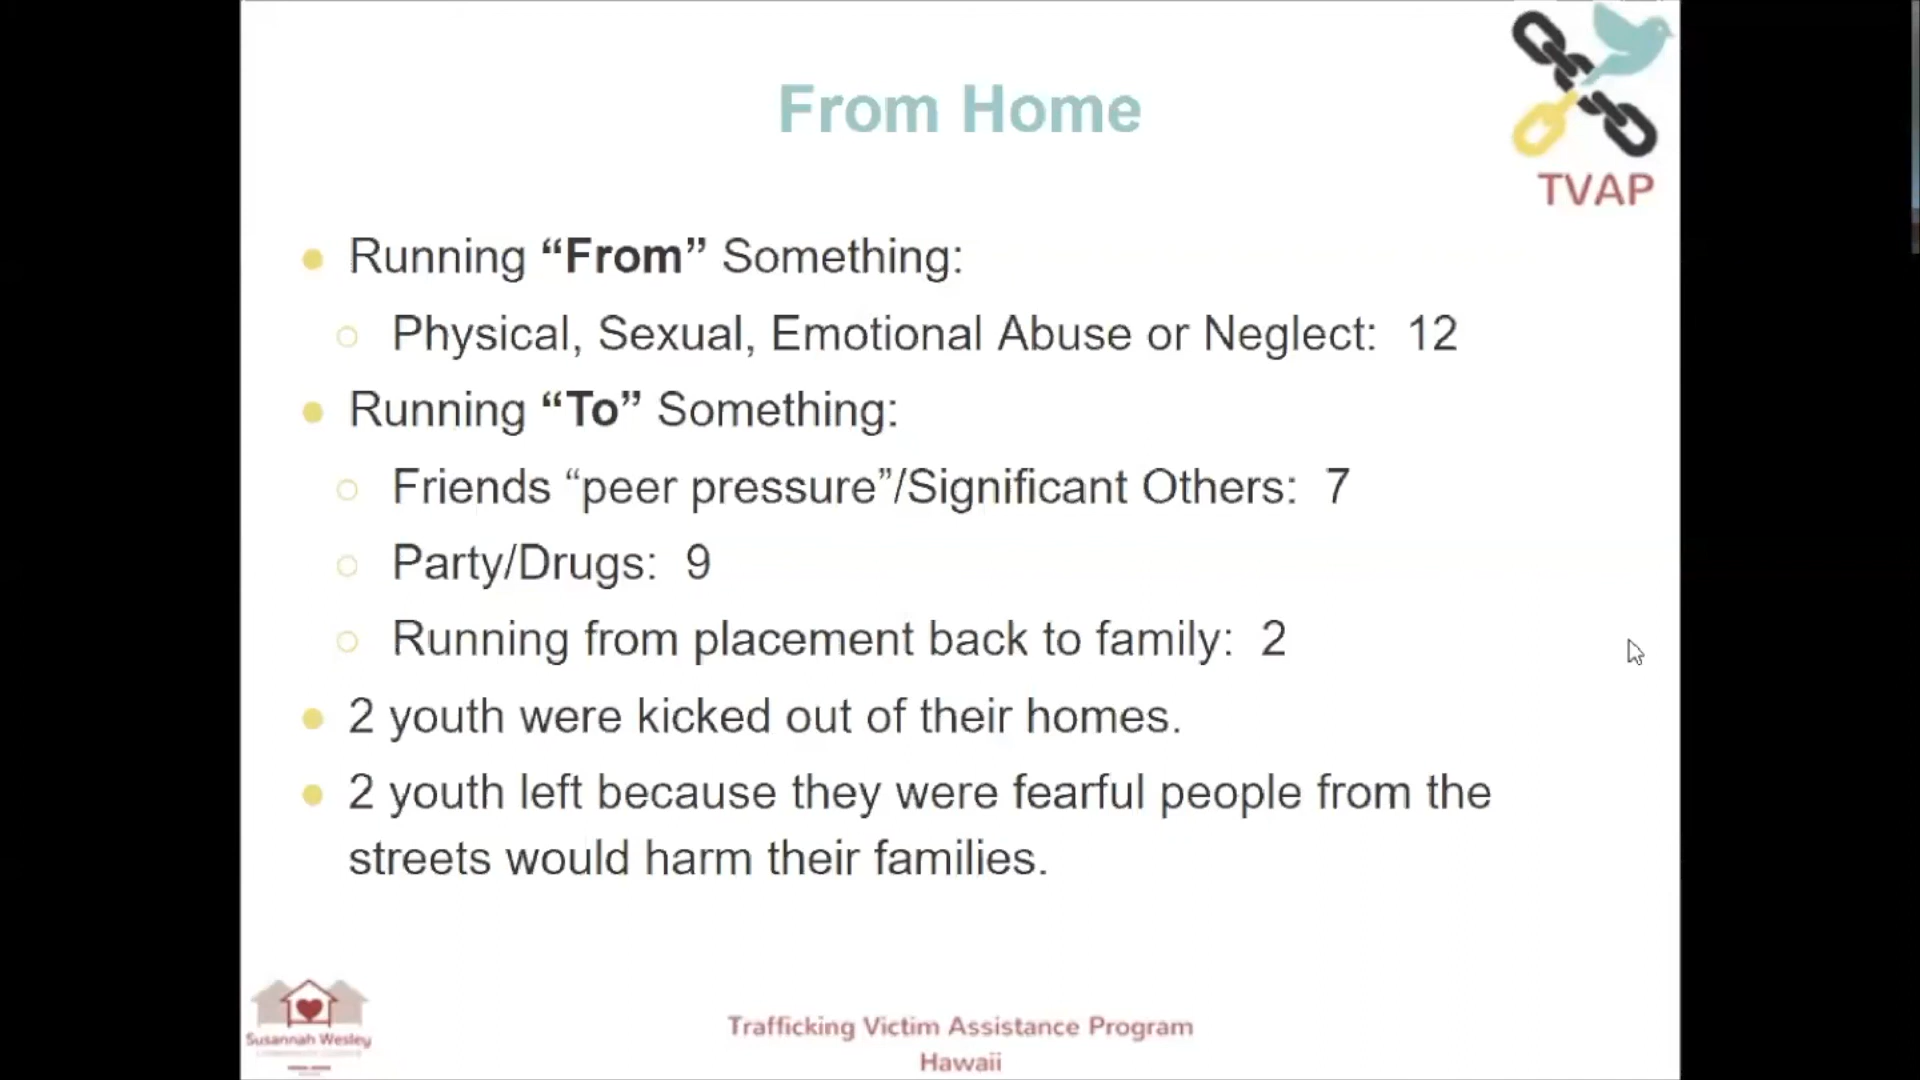 From Home
TVAP
Running “From” Something:
Physical, Sexual, Emotional Abuse or Neglect: 12
Running “To” Something:
Friends “peer pressure”/Significant Others: 7
Party/Drugs: 9
Running from placement back to family: 2
2 youth were kicked out of their homes.
2 youth left because they were fearful people from the
streets would harm their families.
Susannah Wesley
Trafficking Victim Assistance Program
Hawaii